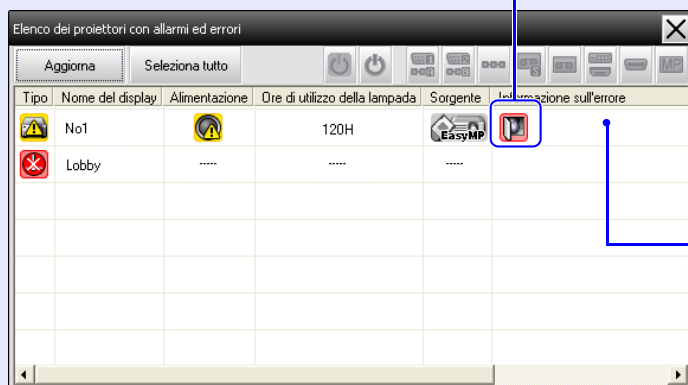 Elenco dei proiettori con allarmi ed errori
Aggiorna Seleziona tutto MP
Tipo Nome del display Alimentazione Ore di utilizzo della lampada Sorgente Informazione sull'errore
No1 120H EasyMP
Lobby ----- ----- -----